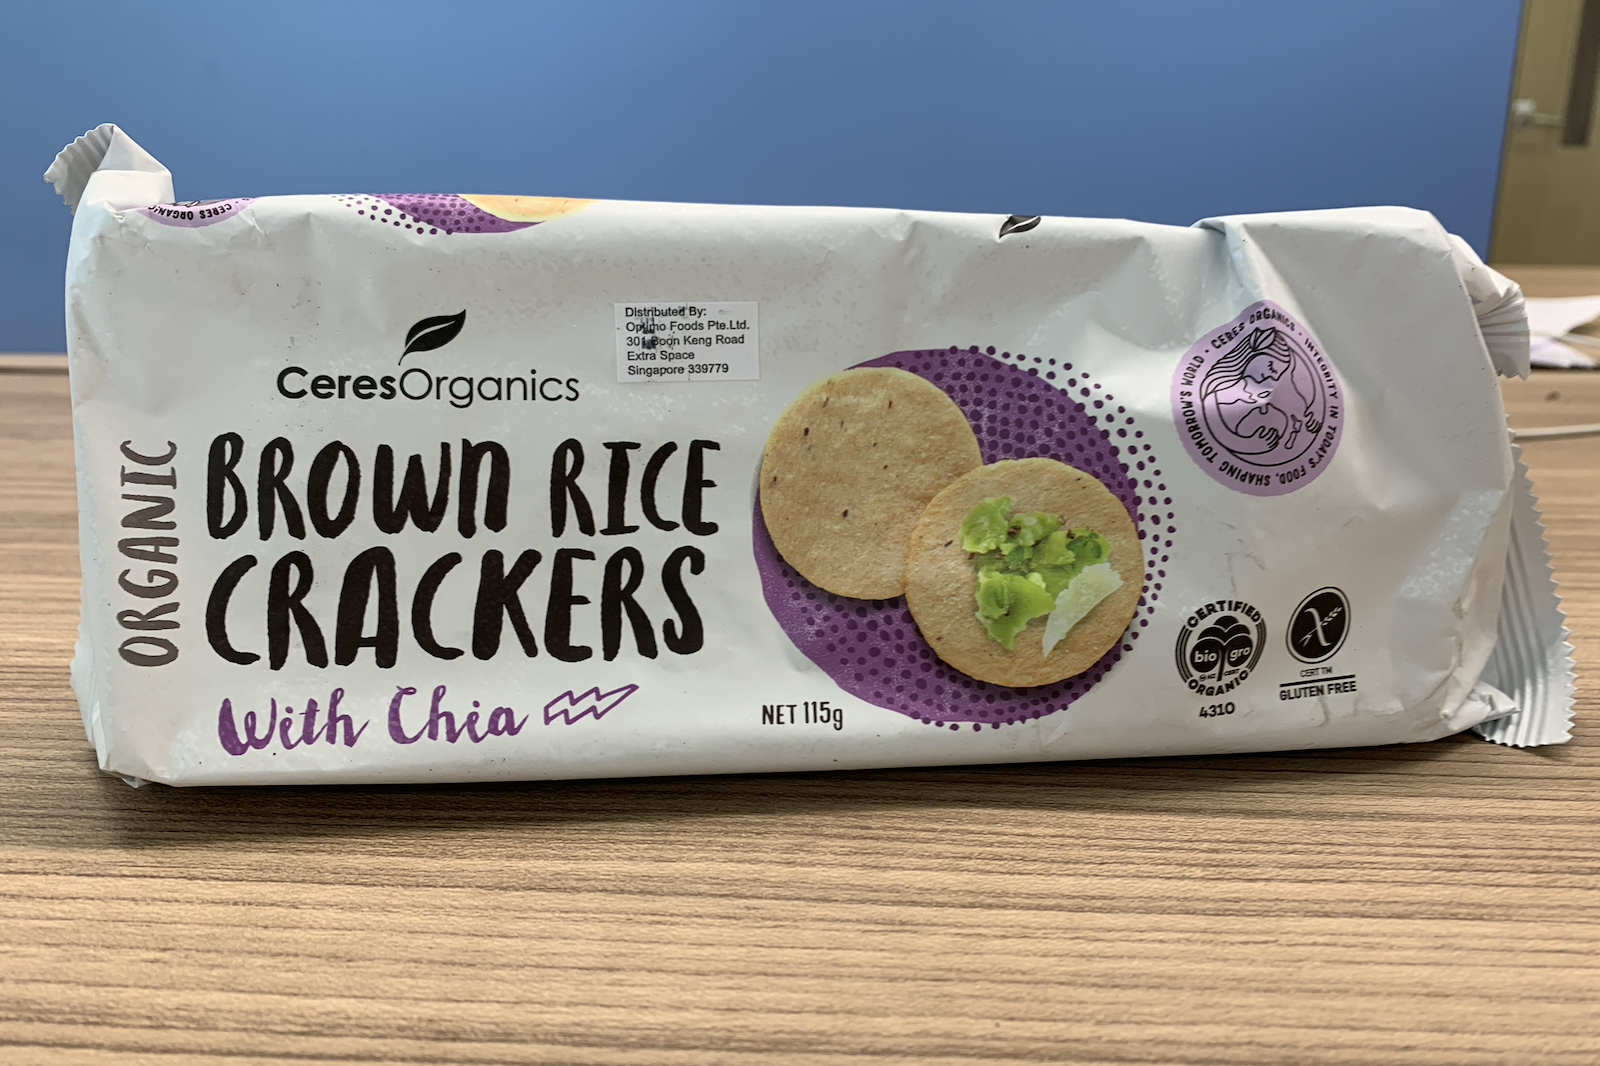 CERES ORGANIC
CeresOrganics
Distributed By:
Optimo Foods Pte.Ltd.
301 Boon Keng Road
Extra Space
Singapore 339779
ORGANIC
BROWN RICE
CRACKERS
With Chia
NET 115g
CERES ORGANICS · INTEGRITY IN TODAY'S FOOD, SHAPING TOMORROW'S WORLD ·
CERTIFIED
bio gro
ORGANIC
4310
CERT TM
GLUTEN FREE